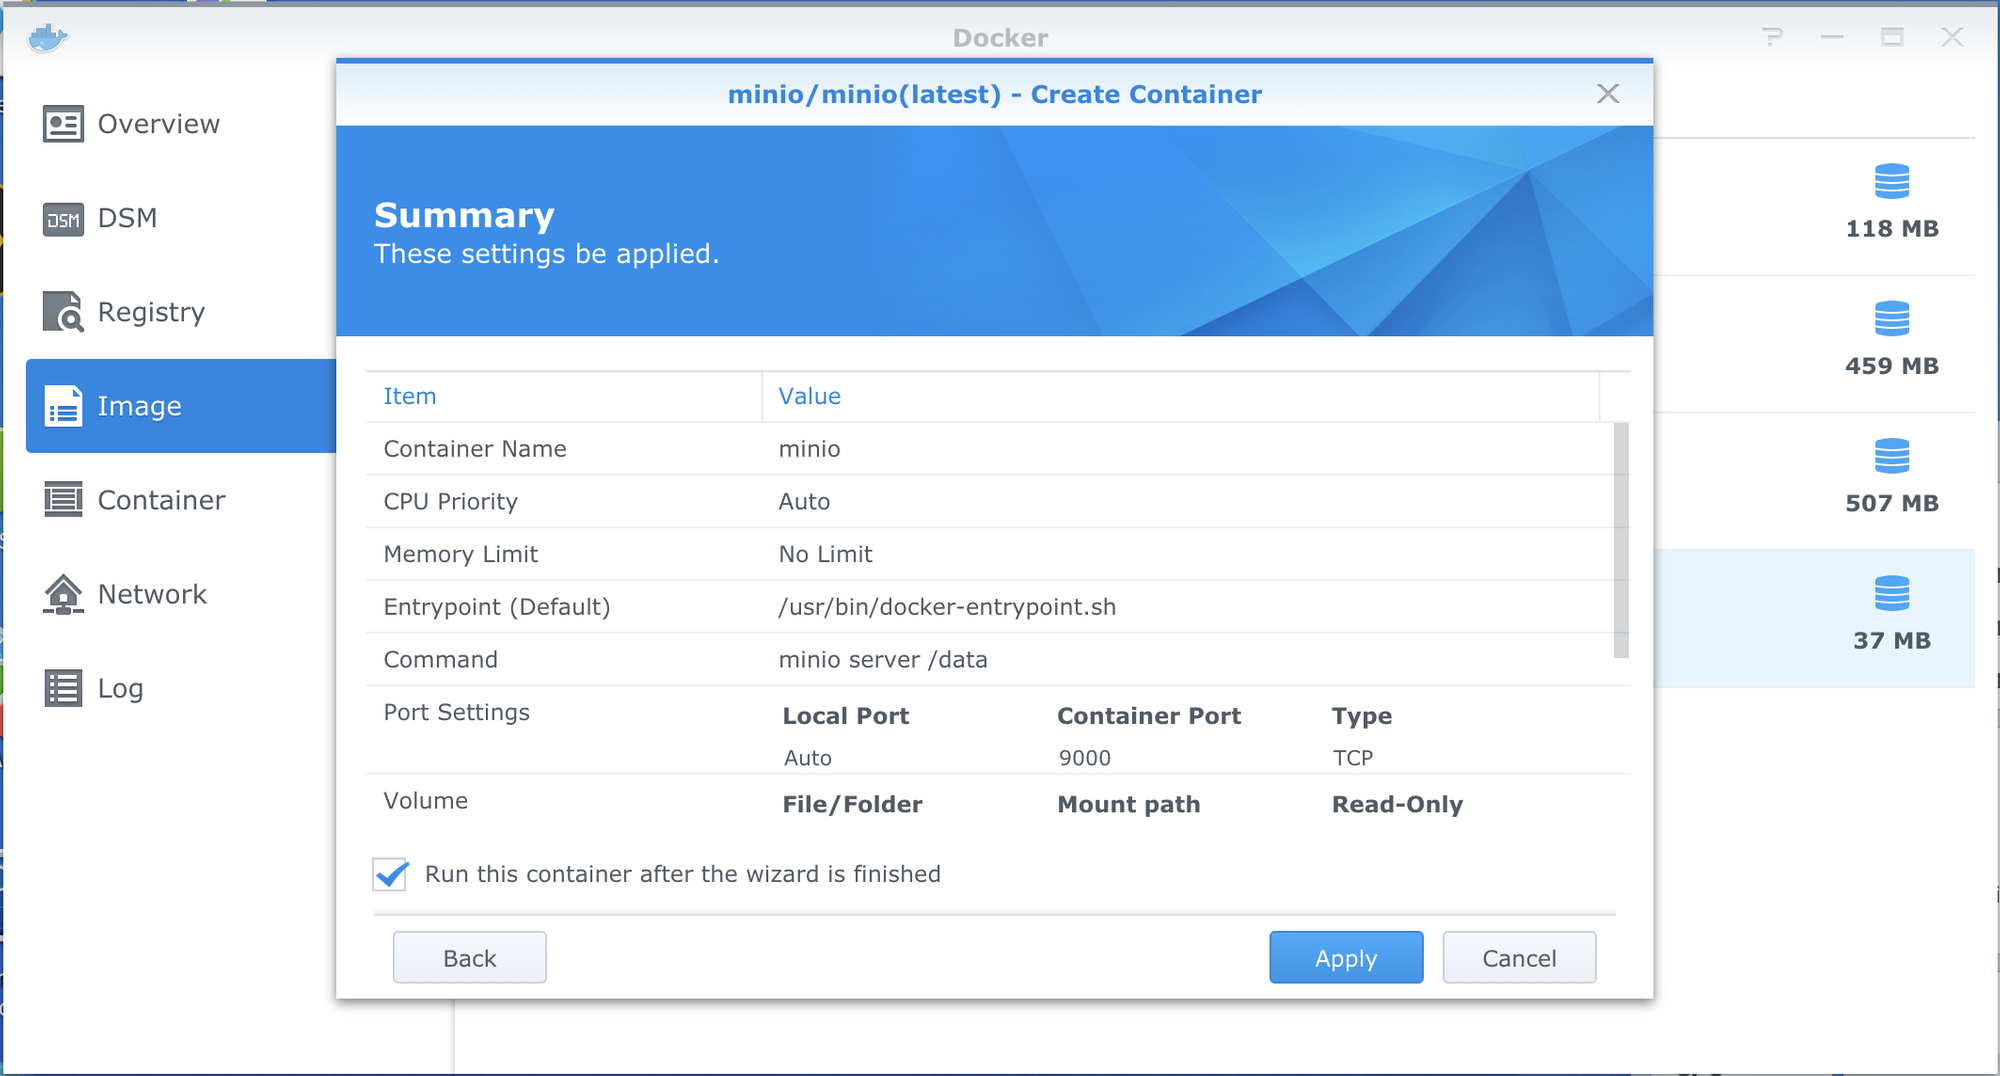 Docker
minio/minio(latest) - Create Container
Overview
DSM
DSM
Registry
Image
Container
Network
Log
Summary
These settings be applied.
Item Value
Container Name minio
CPU Priority Auto
Memory Limit No Limit
Entrypoint (Default) /usr/bin/docker-entrypoint.sh
Command minio server /data
Port Settings Local Port Container Port Type
Auto 9000 TCP
Volume File/Folder Mount path Read-Only
Run this container after the wizard is finished
Back Apply Cancel
118 MB
459 MB
507 MB
37 MB